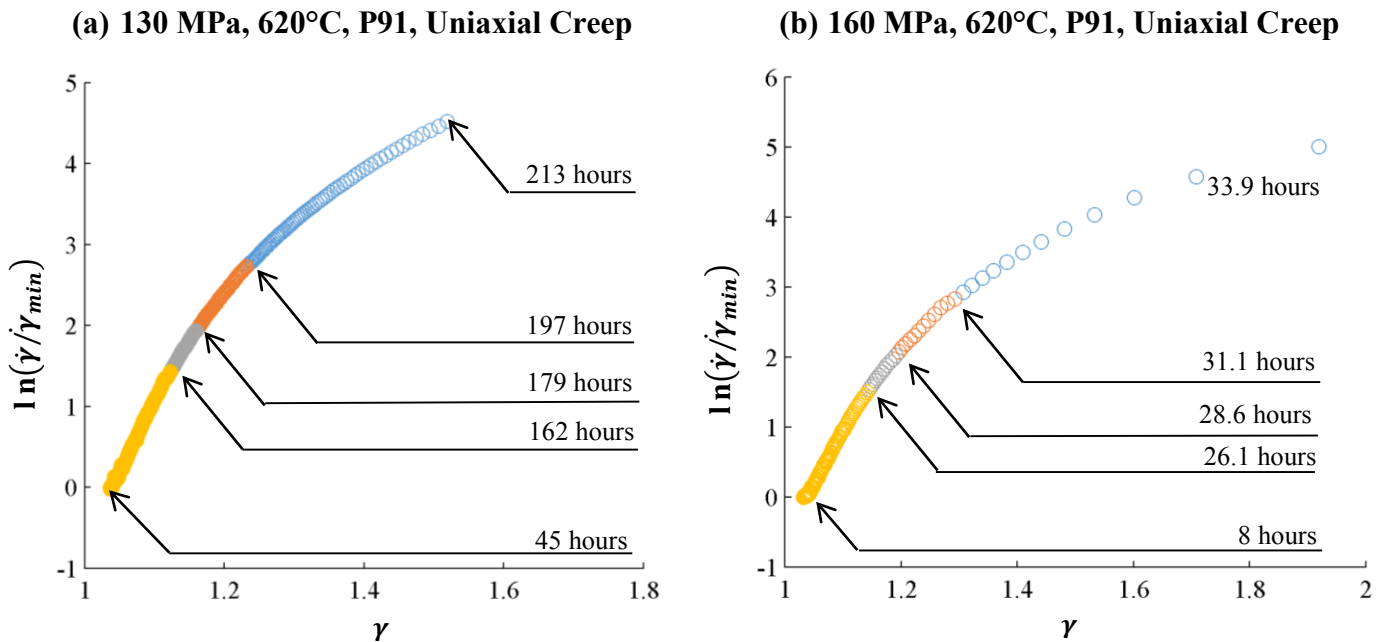 (a) 130 MPa, 620°C, P91, Uniaxial Creep
5
4
3
2
1
0
-1
ln(γ̇/γ̇min)
213 hours
197 hours
179 hours
162 hours
45 hours
1
1.2
1.4
1.6
1.8
γ
(b) 160 MPa, 620°C, P91, Uniaxial Creep
6
5
4
3
2
1
0
-1
ln(γ̇/γ̇min)
33.9 hours
31.1 hours
28.6 hours
26.1 hours
8 hours
1
1.2
1.4
1.6
1.8
2
γ